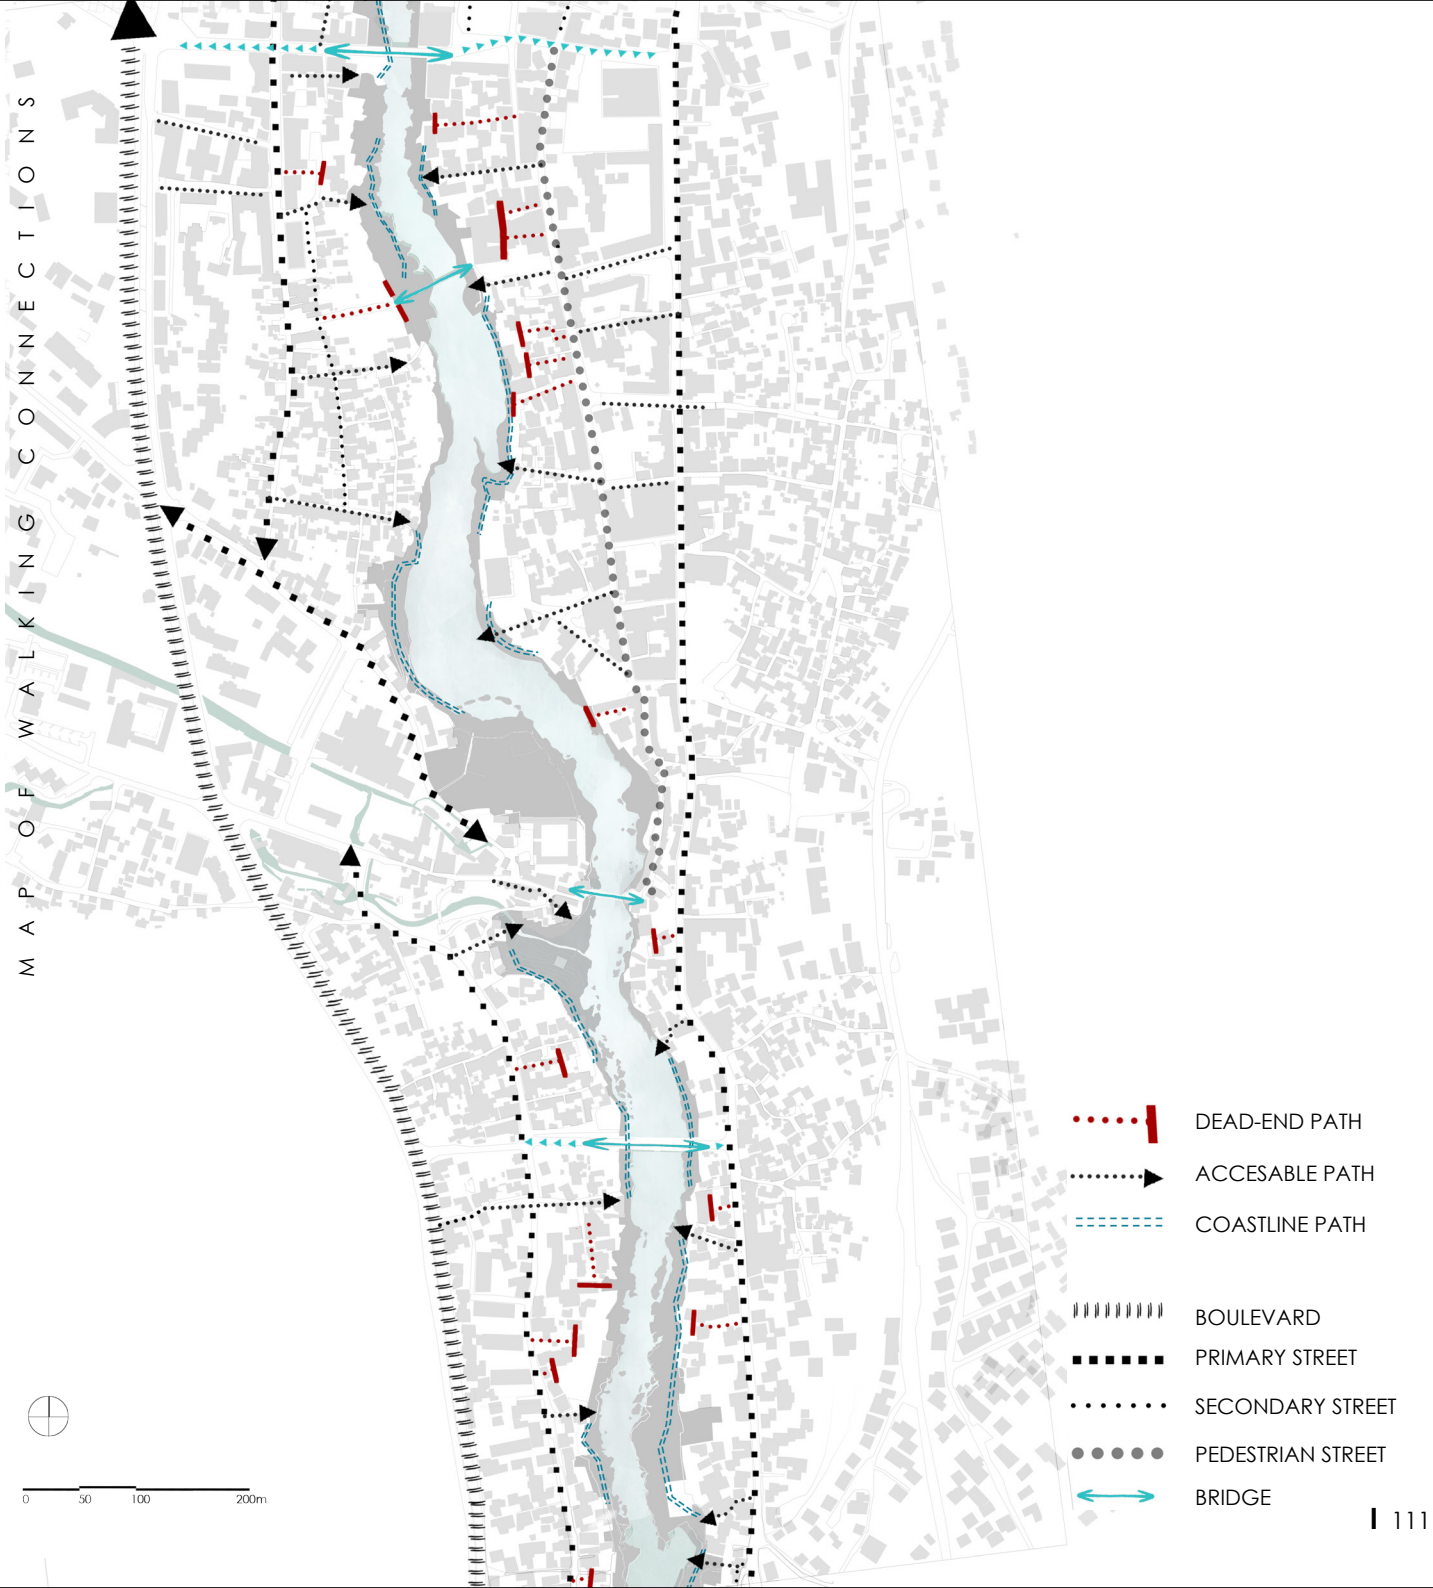 MAP OF WALKING CONNECTIONS
DEAD-END PATH
ACCESABLE PATH
COASTLINE PATH
BOULEVARD
PRIMARY STREET
SECONDARY STREET
PEDESTRIAN STREET
BRIDGE
0 50 100 200m
111